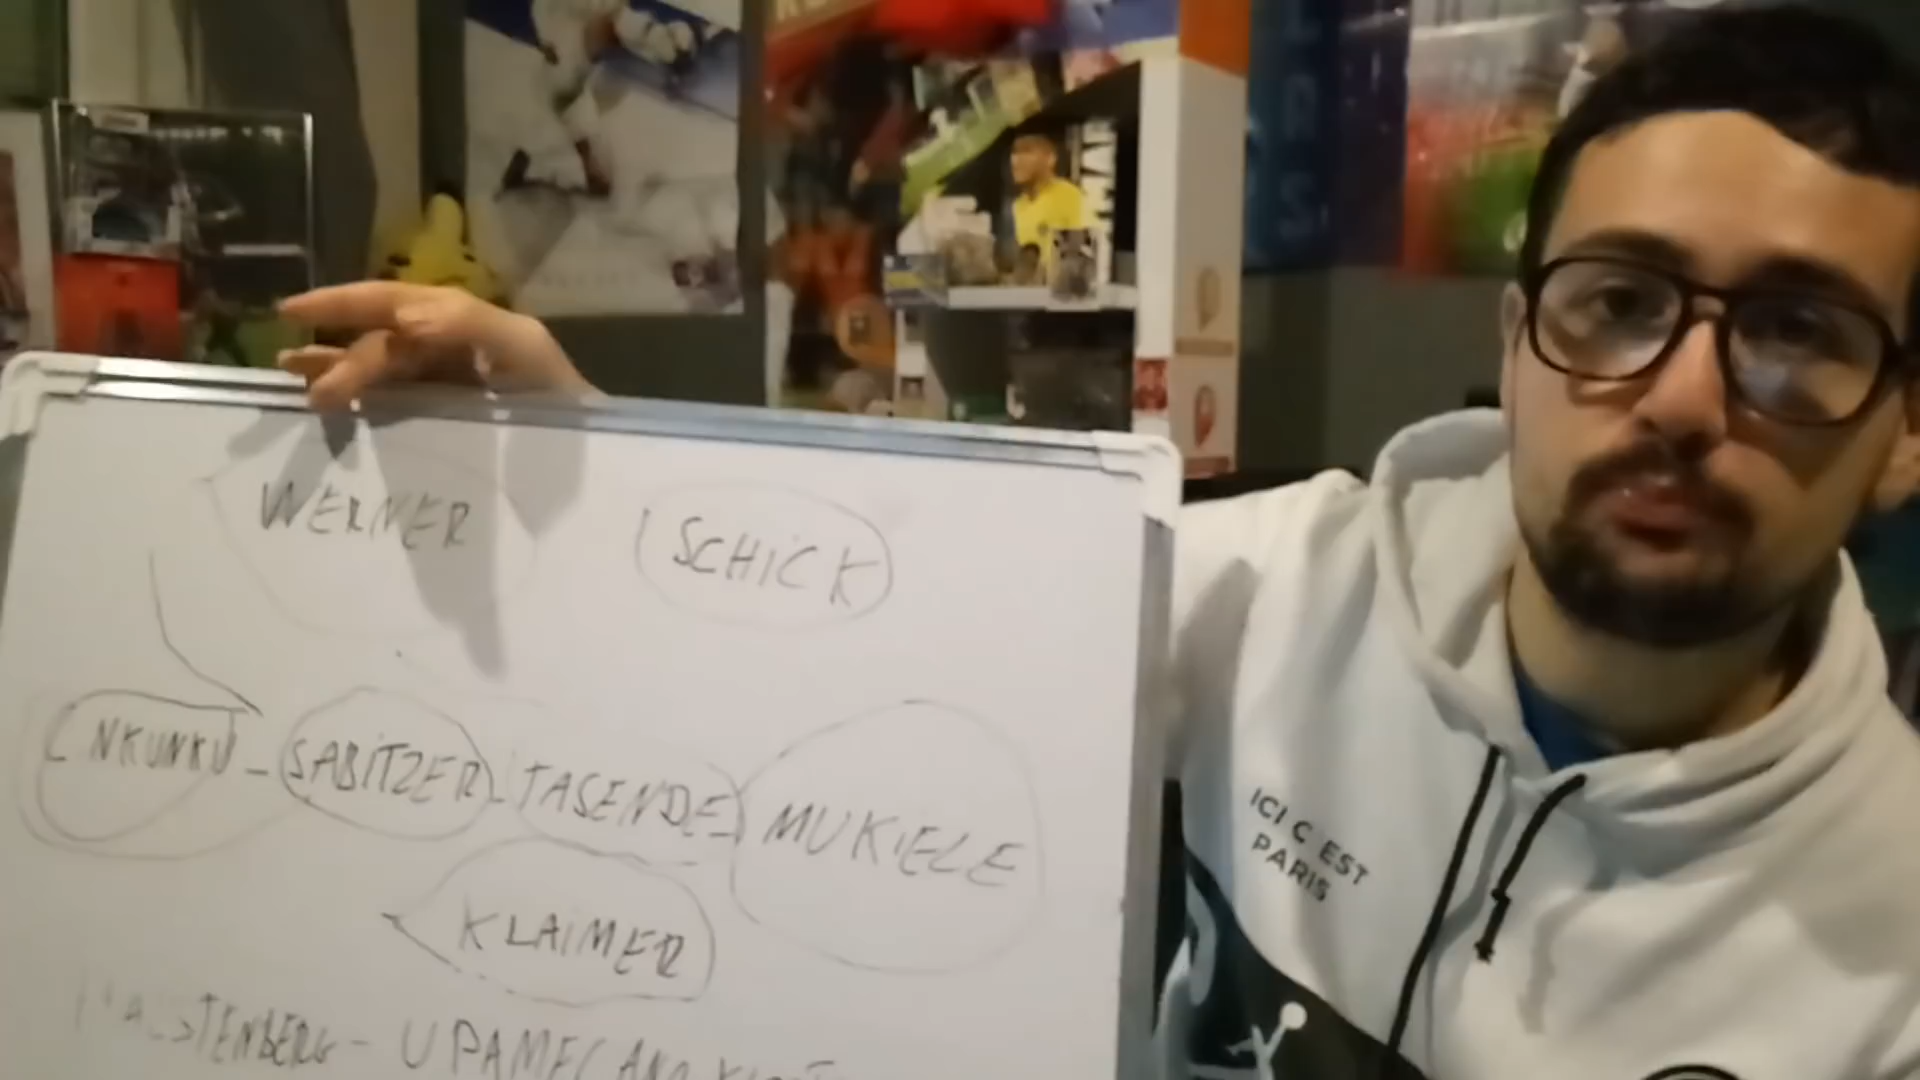 WERNER SCHICK
NKUNKU - SABITZER - TASENDE - MUKIELE
KLAIMER
ICI C EST
PARIS